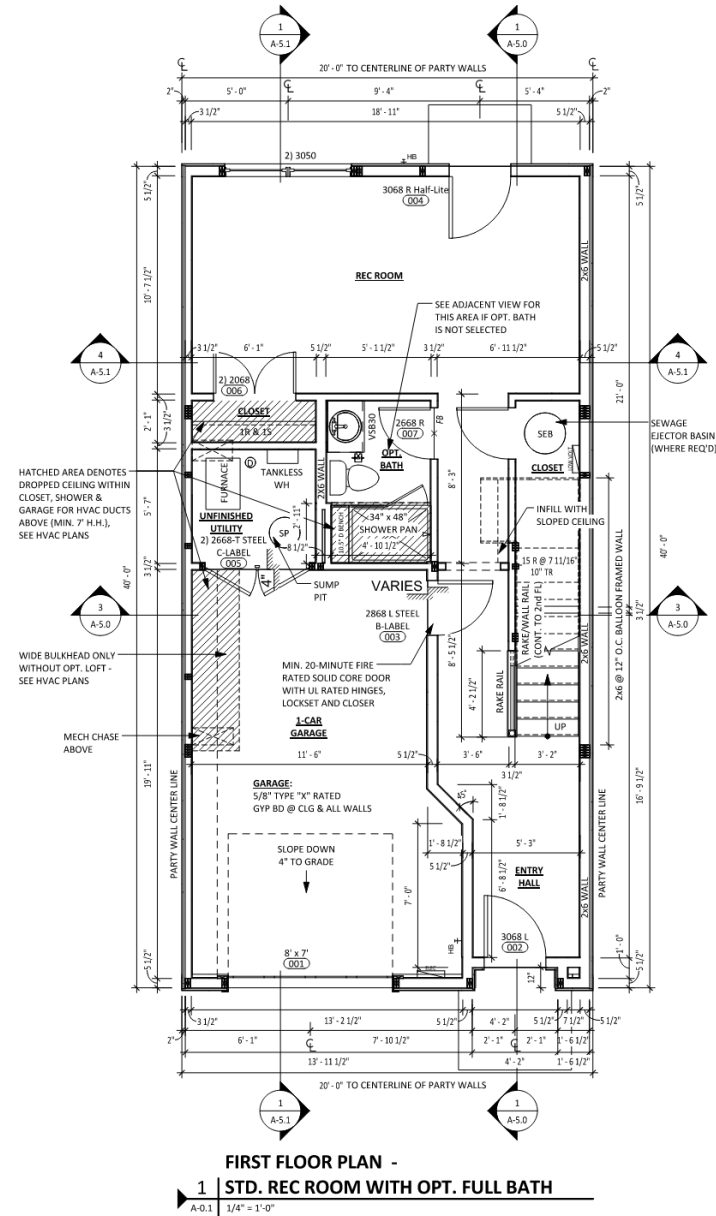 1
A-5.1
1
A-5.0
20' - 0" TO CENTERLINE OF PARTY WALLS
2"
5' - 0"
9' - 4"
5' - 4"
2"
3 1/2"
18' - 11"
5 1/2"
2) 3050
HB
3068 R Half-Lite
004
5 1/2"
5 1/2"
2x6 WALL
REC ROOM
10' - 7 1/2"
SEE ADJACENT VIEW FOR
THIS AREA IF OPT. BATH
IS NOT SELECTED
4
A-5.1
4
A-5.1
3 1/2"
6' - 1"
5 1/2"
5' - 1 1/2"
3 1/2"
6' - 11 1/2"
5 1/2"
21' - 0"
2) 2068
006
CLOSET
1R & 1S
2' - 1"
3 1/2"
VSB30
2668 R
007
FB
OPT.
BATH
SEB
CLOSET
SEWAGE
EJECTOR BASIN
(WHERE REQ'D)
HATCHED AREA DENOTES
DROPPED CEILING WITHIN
CLOSET, SHOWER &
GARAGE FOR HVAC DUCTS
ABOVE (MIN. 7' H.H.),
SEE HVAC PLANS
FURNACE
D
TANKLESS
WH
2x6 WALL
8' - 3"
5' - 7"
UNFINISHED
UTILITY
2) 2668-T STEEL
C-LABEL
005
2' - 11"
SP
8 1/2"
10.5" D BENCH
34" x 48"
SHOWER PAN
4' - 10 1/2"
INFILL WITH
SLOPED CEILING
15 R @ 7 11/16"
10" TR
40' - 0"
3 1/2"
4"
SUMP
PIT
VARIES
2868 L STEEL
B-LABEL
003
RAKE/WALL RAIL
(CONT. TO 2nd FL)
2x6 @ 12" O.C. BALLOON FRAMED WALL
40' - 0"
3
A-5.0
3
A-5.0
3 1/2"
WIDE BULKHEAD ONLY
WITHOUT OPT. LOFT -
SEE HVAC PLANS
MIN. 20-MINUTE FIRE
RATED SOLID CORE DOOR
WITH UL RATED HINGES,
LOCKSET AND CLOSER
8' - 5 1/2"
4' - 2 1/2"
RAKE RAIL
2x6 WALL
MECH CHASE
ABOVE
1-CAR
GARAGE
UP
11' - 6"
5 1/2"
3' - 6"
3' - 2"
3 1/2"
19' - 11"
16' - 9 1/2"
GARAGE:
5/8" TYPE "X" RATED
GYP BD @ CLG & ALL WALLS
45°
1' - 8 1/2"
PARTY WALL CENTER LINE
PARTY WALL CENTER LINE
SLOPE DOWN
4" TO GRADE
1' - 8 1/2"
5 1/2"
5' - 3"
7' - 0"
6' - 8 1/2"
ENTRY
HALL
2x6 WALL
8' x 7'
001
HB
3068 L
002
12"
5 1/2"
1' - 0"
5 1/2"
3 1/2"
13' - 2 1/2"
5 1/2"
4' - 2"
5 1/2"
7 1/2"
5 1/2"
2"
6' - 1"
7' - 10 1/2"
2' - 1"
2' - 1"
1' - 6 1/2"
13' - 11 1/2"
4' - 2"
1' - 6 1/2"
20' - 0" TO CENTERLINE OF PARTY WALLS
1
A-5.1
1
A-5.0
FIRST FLOOR PLAN -
1 STD. REC ROOM WITH OPT. FULL BATH
A-0.1 1/4" = 1'-0"